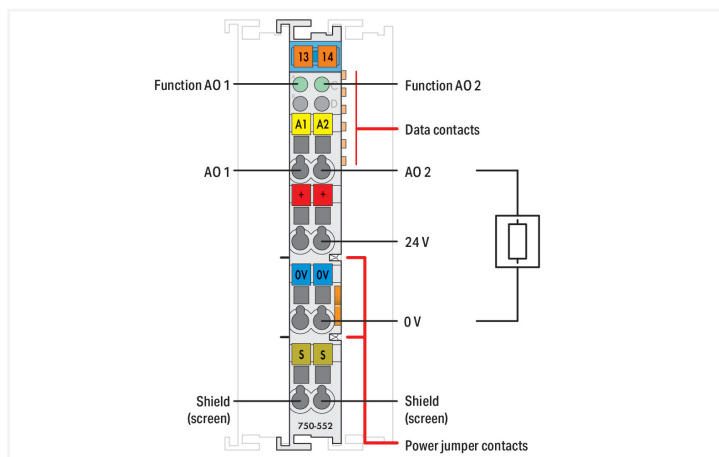 13 14
Function AO 1
Function AO 2
C
D
A1 A2
Data contacts
AO 1
AO 2
+ +
24 V
0V 0V
0 V
S S
Shield
(screen)
Shield
(screen)
750-552
Power jumper contacts